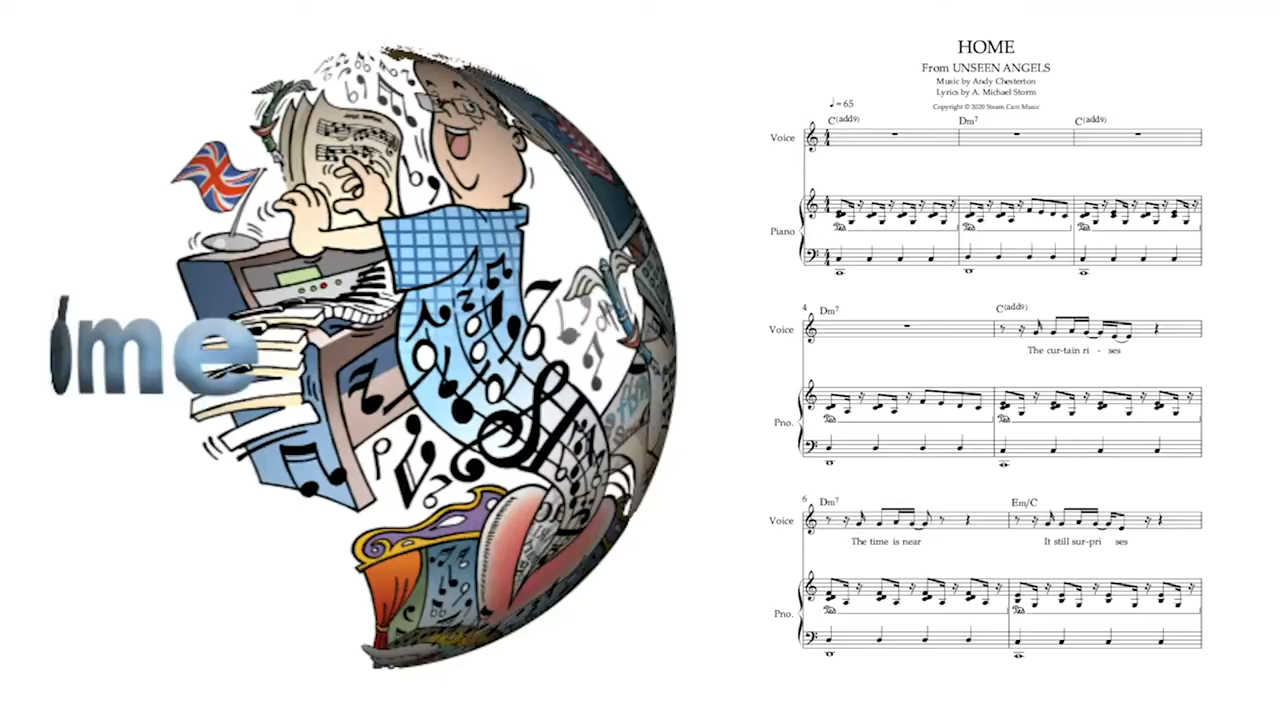 me
HOME
From UNSEEN ANGELS
Music by Andy Chesterton
Lyrics by A. Michael Storm
Copyright © 2020 Steam Cam Music
♩ = 65
C(add9) Dm7 C(add9)
Voice
Piano
4 Dm7 C(add9)
Voice
The cur-tain ri - ses
Pno.
6 Dm7 Em/C
Voice
The time is near It still sur-pri ses
Pno.